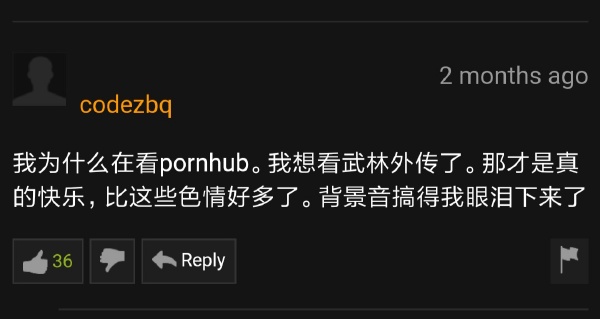 2 months ago
codezbq
我为什么在看pornhub。我想看武林外传了。那才是真
的快乐，比这些色情好多了。背景音搞得我眼泪下来了
36
Reply